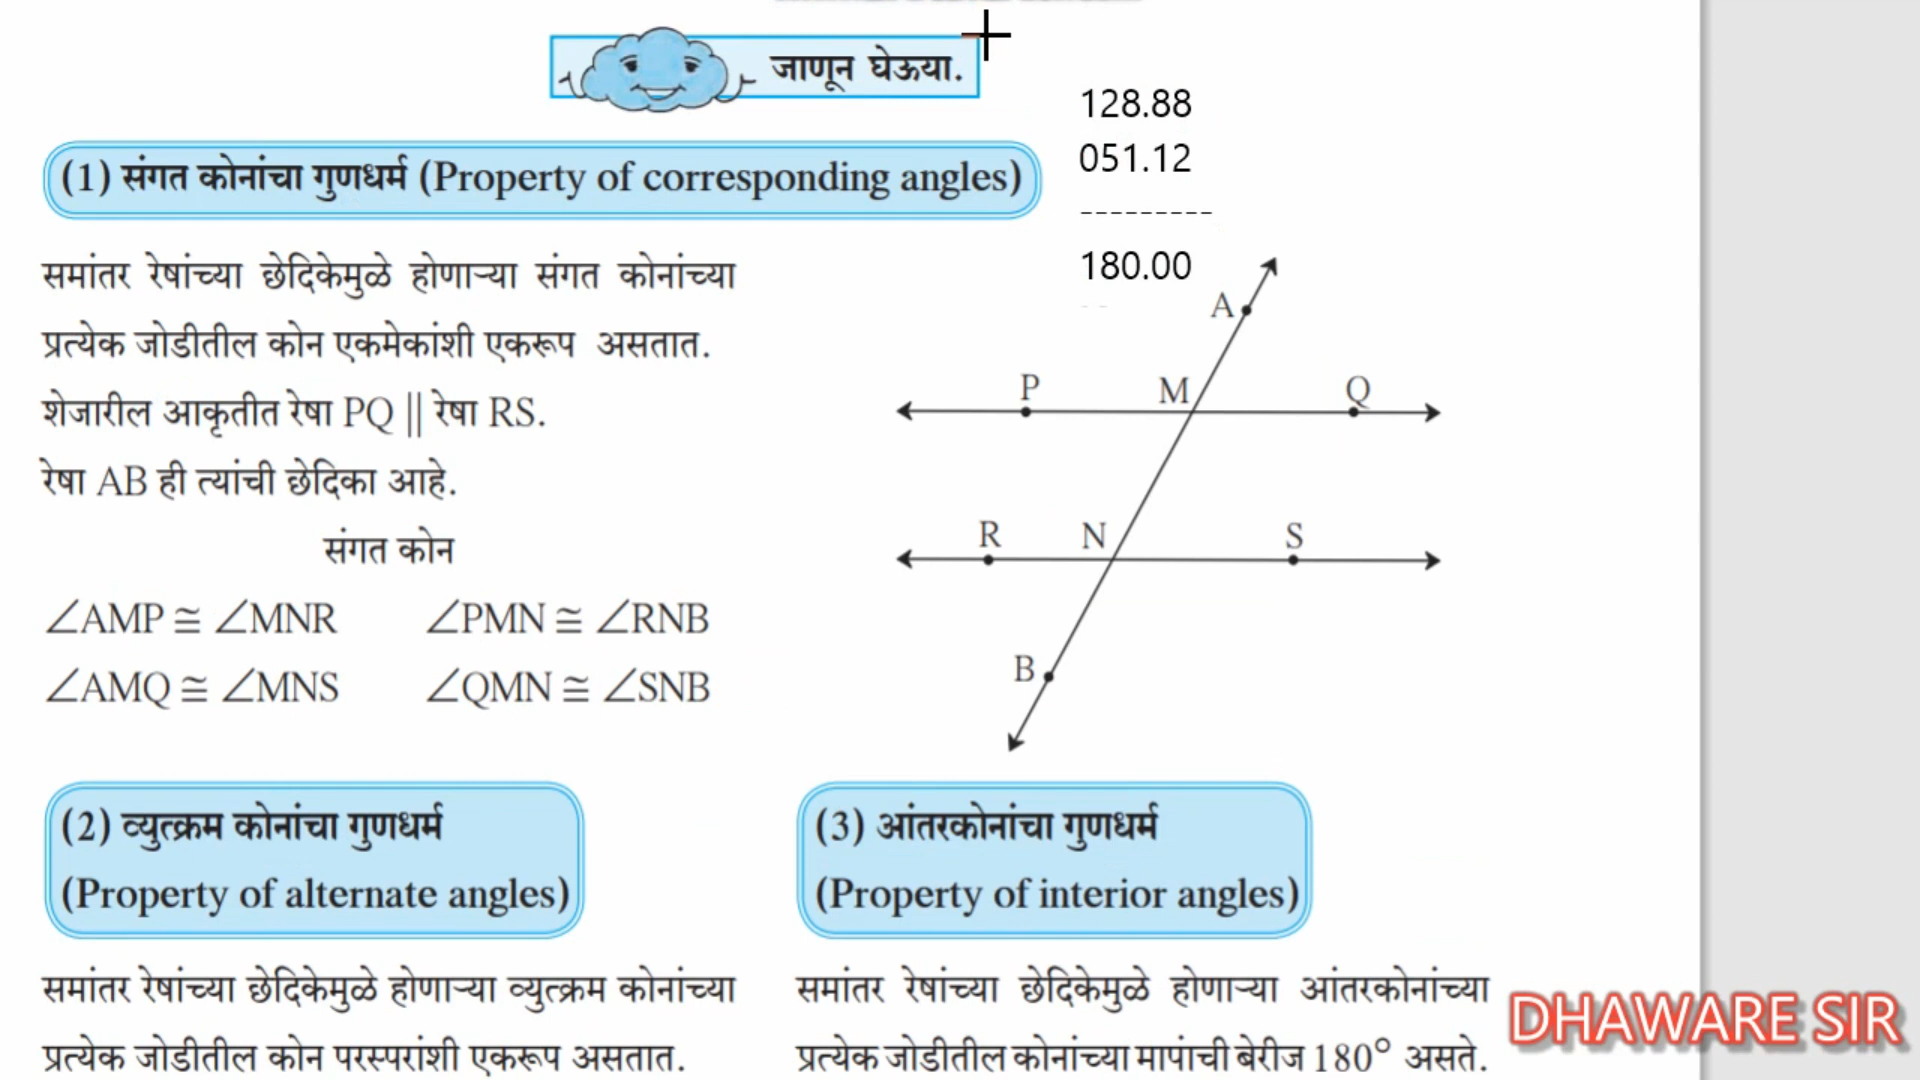 जाणून घेऊया.
128.88
051.12
---------
180.00
(1) संगत कोनांचा गुणधर्म (Property of corresponding angles)
समांतर रेषांच्या छेदिकेमुळे होणाऱ्या संगत कोनांच्या
प्रत्येक जोडीतील कोन एकमेकांशी एकरूप असतात.
शेजारील आकृतीत रेषा PQ || रेषा RS.
रेषा AB ही त्यांची छेदिका आहे.
संगत कोन
∠AMP ≅ ∠MNR ∠PMN ≅ ∠RNB
∠AMQ ≅ ∠MNS ∠QMN ≅ ∠SNB
A
P M Q
R N S
B
(2) व्युत्क्रम कोनांचा गुणधर्म
(Property of alternate angles)
समांतर रेषांच्या छेदिकेमुळे होणाऱ्या व्युत्क्रम कोनांच्या
प्रत्येक जोडीतील कोन परस्परांशी एकरूप असतात.
(3) आंतरकोनांचा गुणधर्म
(Property of interior angles)
समांतर रेषांच्या छेदिकेमुळे होणाऱ्या आंतरकोनांच्या
प्रत्येक जोडीतील कोनांच्या मापांची बेरीज 180° असते.
DHAWARE SIR